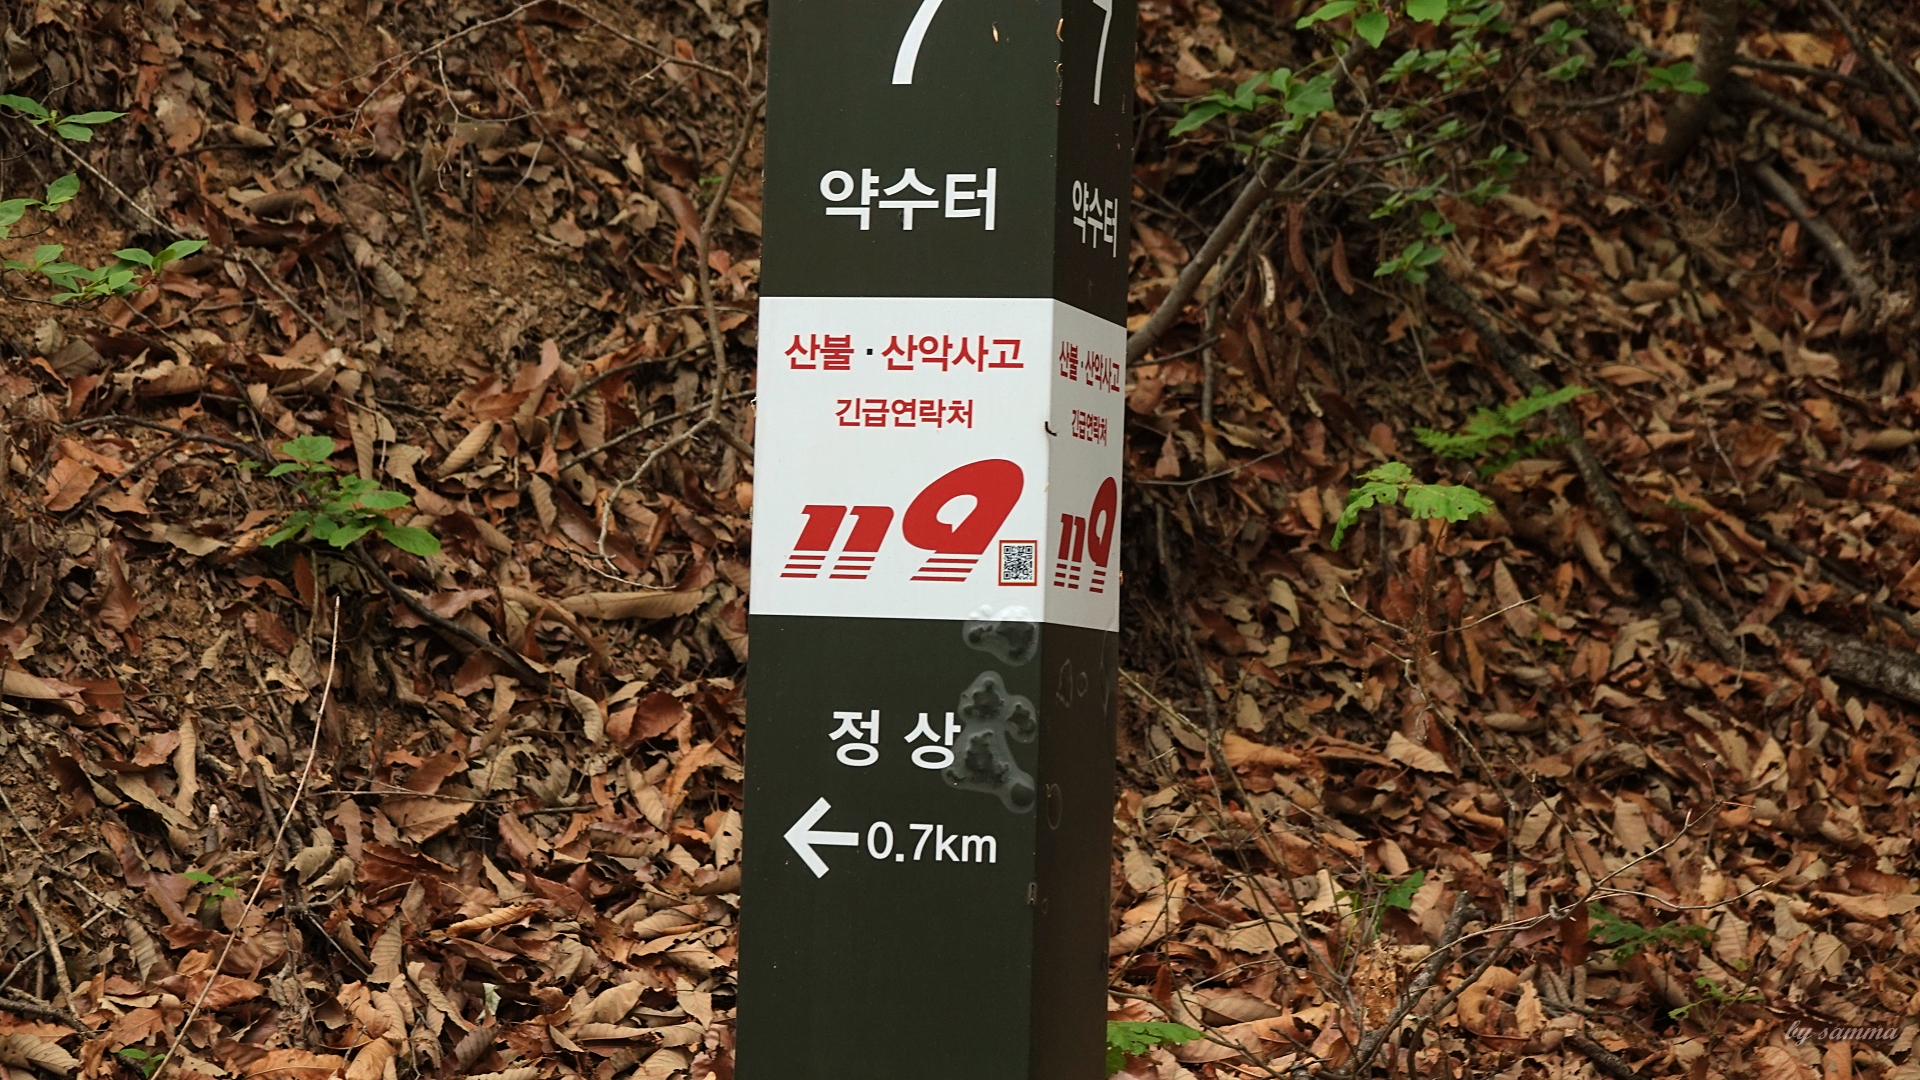 7
약수터
산불 · 산악사고
긴급연락처
119
정 상
←0.7km
7
약수터
산불 · 산악사고
긴급연락처
119
by samma